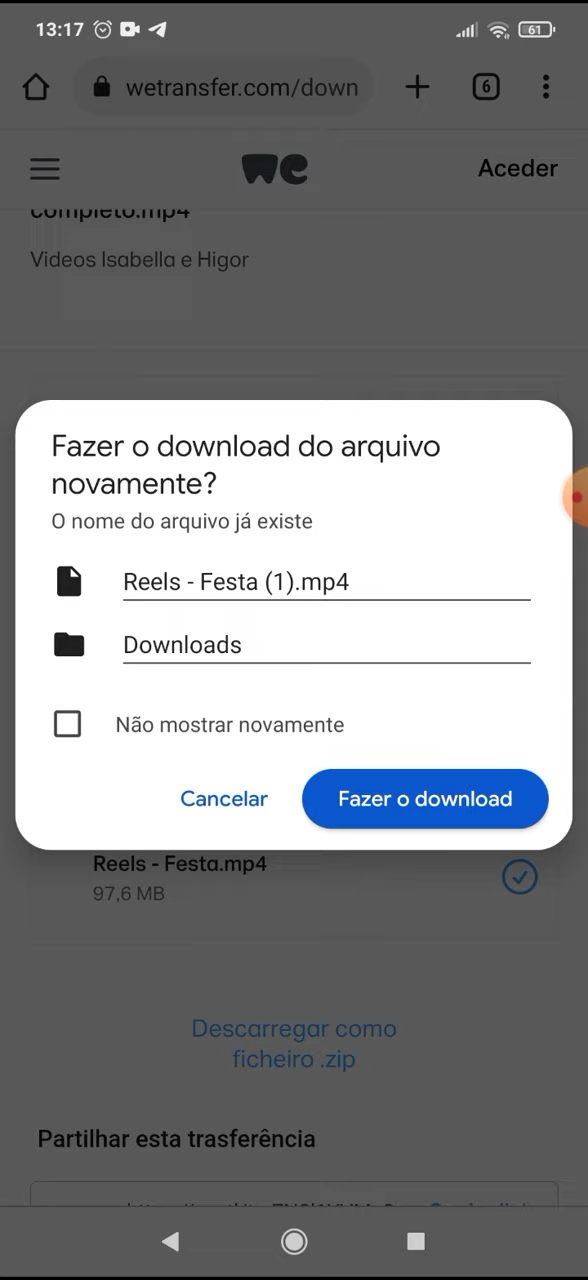 13:17
61
wetransfer.com/down
6
we
Aceder
completo.mp4
Videos Isabella e Higor
Fazer o download do arquivo
novamente?
O nome do arquivo já existe
Reels - Festa (1).mp4
Downloads
Não mostrar novamente
Cancelar
Fazer o download
Reels - Festa.mp4
97,6 MB
Descarregar como
ficheiro .zip
Partilhar esta trasferência